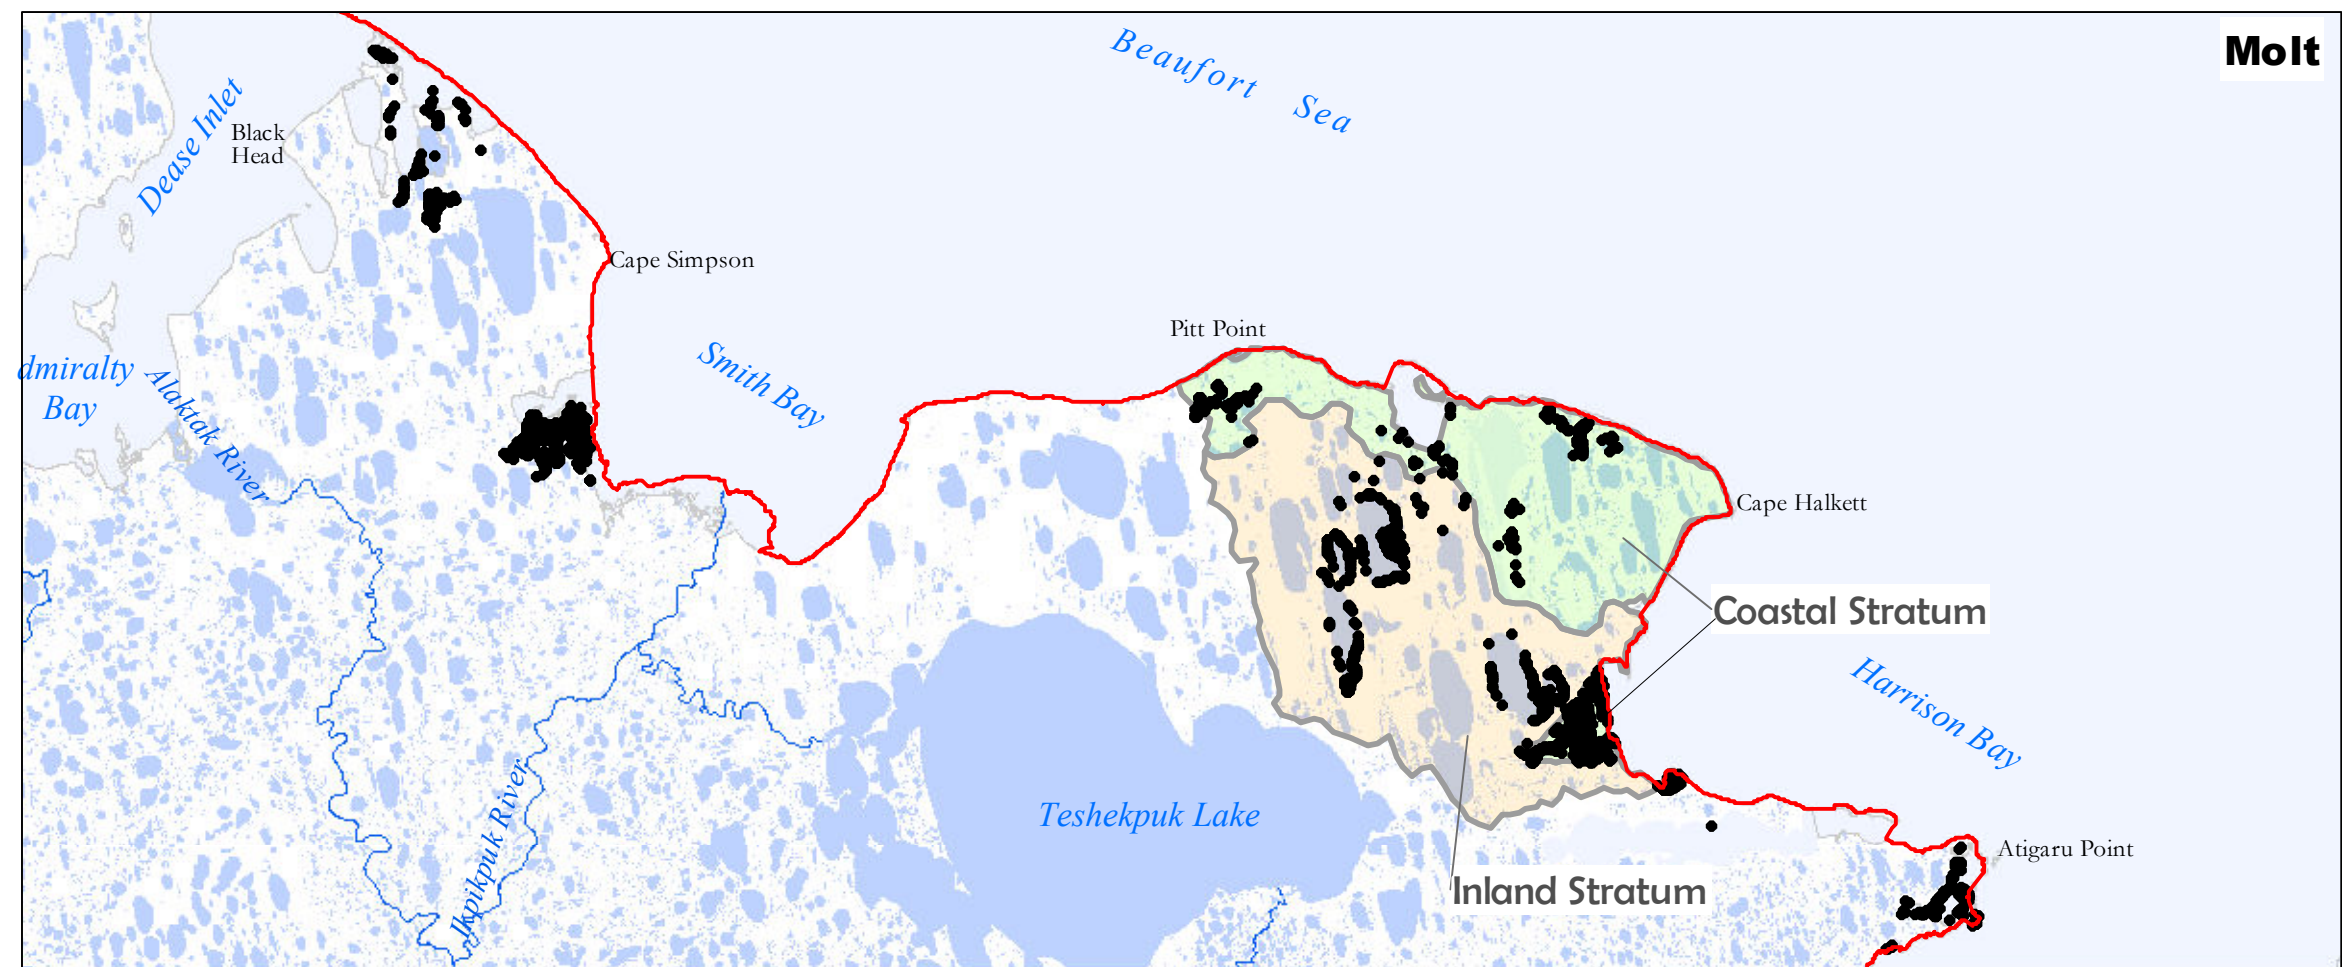 Molt
Beaufort Sea
Dease Inlet
Black
Head
Cape Simpson
Pitt Point
Smith Bay
dmiralty
Bay
Alaktak River
Cape Halkett
Coastal Stratum
Harrison Bay
Teshekpuk Lake
Ikpikpuk River
Atigaru Point
Inland Stratum